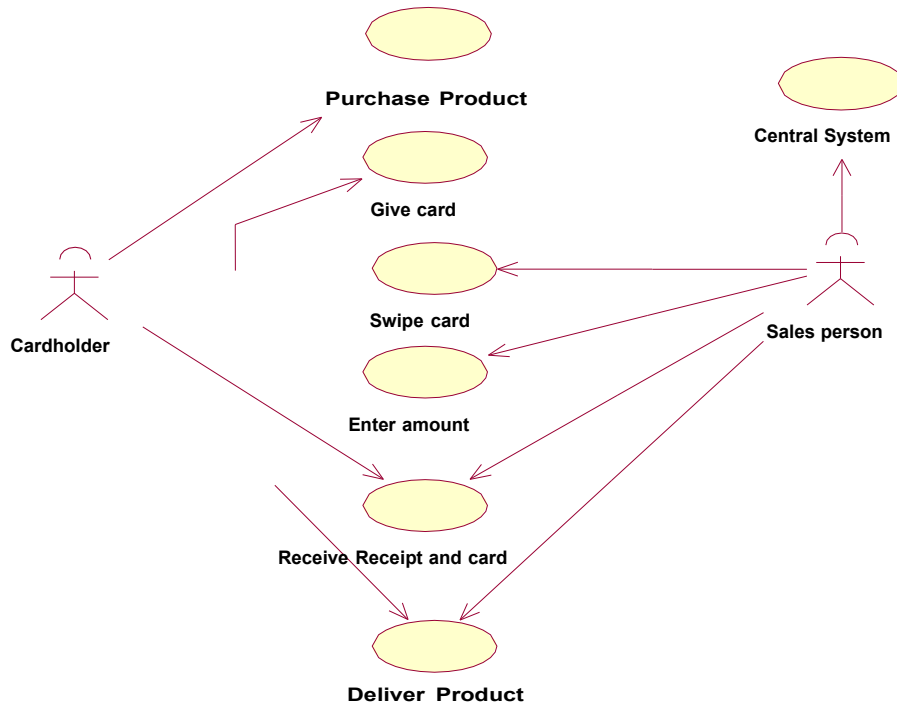 Purchase Product
Central System
Give card
Swipe card
Cardholder
Sales person
Enter amount
Receive Receipt and card
Deliver Product